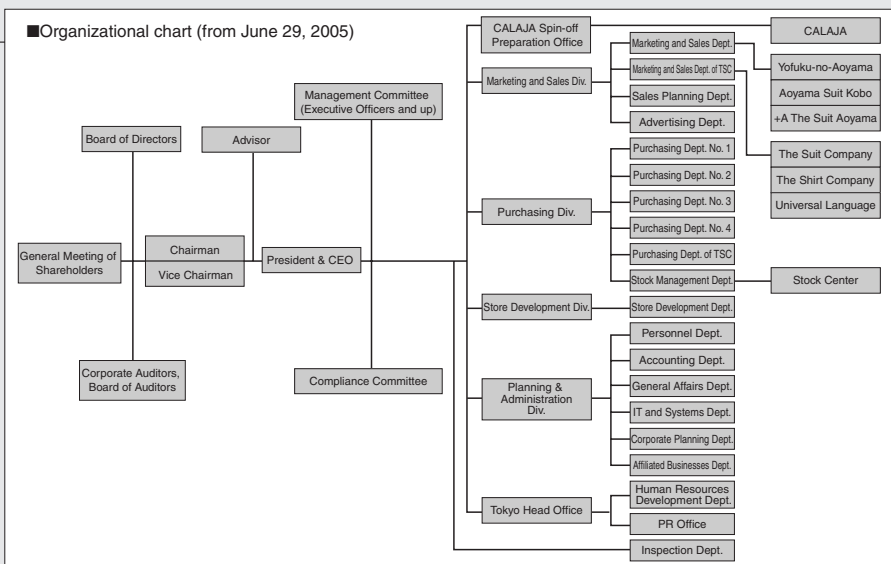 ■Organizational chart (from June 29, 2005)
Board of Directors
Advisor
Management Committee
(Executive Officers and up)
General Meeting of
Shareholders
Chairman
Vice Chairman
President & CEO
Corporate Auditors,
Board of Auditors
Compliance Committee
CALAJA Spin-off
Preparation Office
CALAJA
Marketing and Sales Div.
Marketing and Sales Dept.
Marketing and Sales Dept. of TSC
Sales Planning Dept.
Advertising Dept.
Yofuku-no-Aoyama
Aoyama Suit Kobo
+A The Suit Aoyama
The Suit Company
The Shirt Company
Universal Language
Purchasing Div.
Purchasing Dept. No. 1
Purchasing Dept. No. 2
Purchasing Dept. No. 3
Purchasing Dept. No. 4
Purchasing Dept. of TSC
Stock Management Dept.
Stock Center
Store Development Div.
Store Development Dept.
Planning &
Administration
Div.
Personnel Dept.
Accounting Dept.
General Affairs Dept.
IT and Systems Dept.
Corporate Planning Dept.
Affiliated Businesses Dept.
Tokyo Head Office
Human Resources
Development Dept.
PR Office
Inspection Dept.